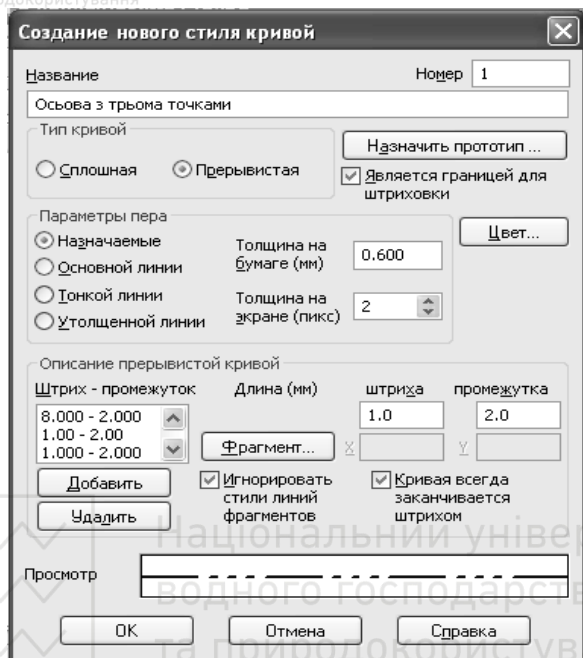 докористування
Создание нового стиля кривой
Название
Номер 1
Осьова з трьома точками
Тип кривой
Сплошная Прерывистая
Назначить прототип ...
Является границей для
штриховки
Параметры пера
Назначаемые
Основной линии
Тонкой линии
Утолщенной линии
Толщина на
бумаге (мм)
0.600
Толщина на
экране (пикс)
2
Цвет...
Описание прерывистой кривой
Штрих - промежуток Длина (мм) штриха промежутка
8.000 - 2.000
1.00 - 2.00
1.000 - 2.000
1.0 2.0
Фрагмент... X Y
Добавить
Удалить
Игнорировать
стили линий
фрагментов
Кривая всегда
заканчивается
штрихом
Національний універ
Просмотр
водного господарств
OK Отмена Справка
та природокористув